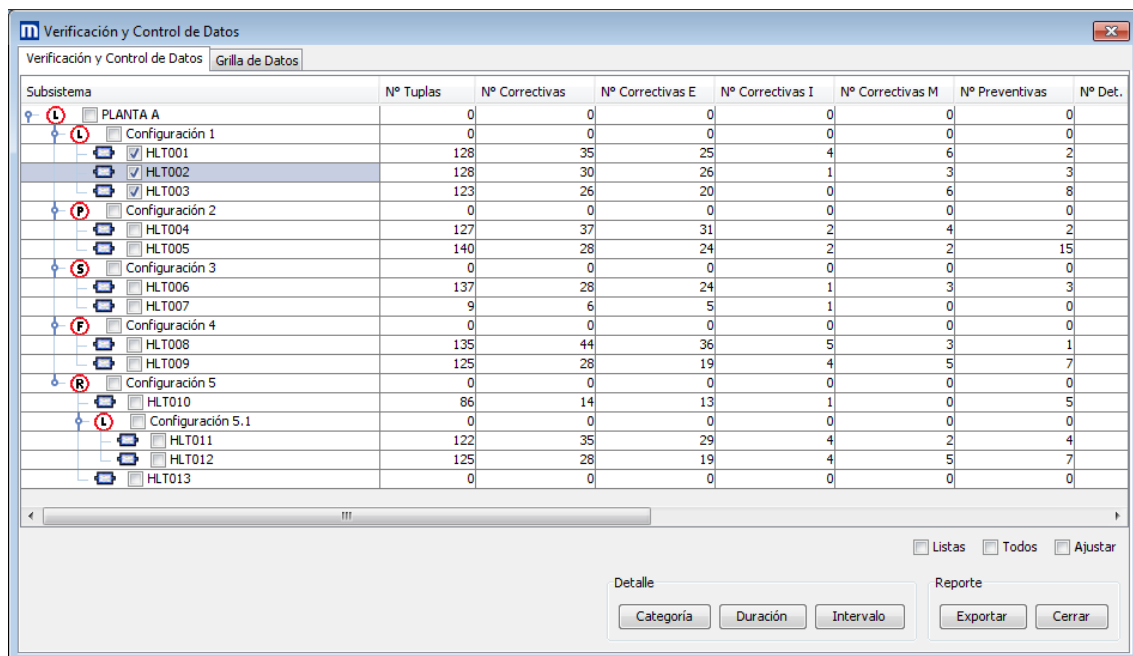 m Verificación y Control de Datos
Verificación y Control de Datos Grilla de Datos
Subsistema Nº Tuplas Nº Correctivas Nº Correctivas E Nº Correctivas I Nº Correctivas M Nº Preventivas Nº Det.
L PLANTA A 0 0 0 0 0 0
L Configuración 1 0 0 0 0 0 0
HLT001 128 35 25 4 6 2
HLT002 128 30 26 1 3 3
HLT003 123 26 20 0 6 8
P Configuración 2 0 0 0 0 0 0
HLT004 127 37 31 2 4 2
HLT005 140 28 24 2 2 15
S Configuración 3 0 0 0 0 0 0
HLT006 137 28 24 1 3 3
HLT007 9 6 5 1 0 0
F Configuración 4 0 0 0 0 0 0
HLT008 135 44 36 5 3 1
HLT009 125 28 19 4 5 7
R Configuración 5 0 0 0 0 0 0
HLT010 86 14 13 1 0 5
L Configuración 5.1 0 0 0 0 0 0
HLT011 122 35 29 4 2 4
HLT012 125 28 19 4 5 7
HLT013 0 0 0 0 0 0
Listas Todos Ajustar
Detalle Reporte
Categoría Duración Intervalo Exportar Cerrar